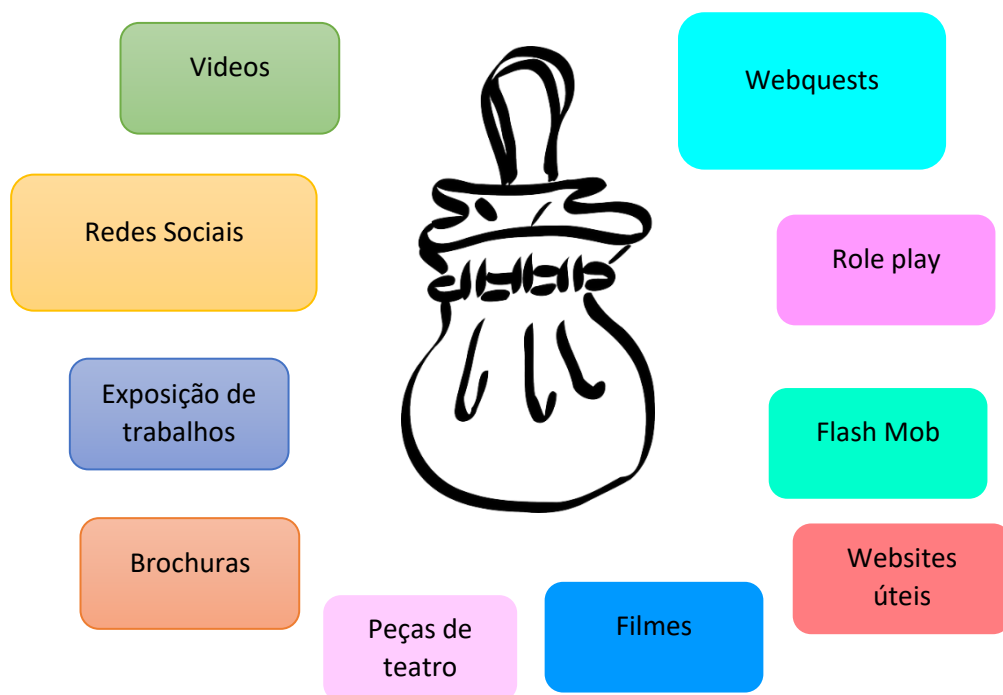 Videos
Webquests
Redes Sociais
Role play
Exposição de
trabalhos
Flash Mob
Brochuras
Websites
úteis
Peças de
teatro
Filmes